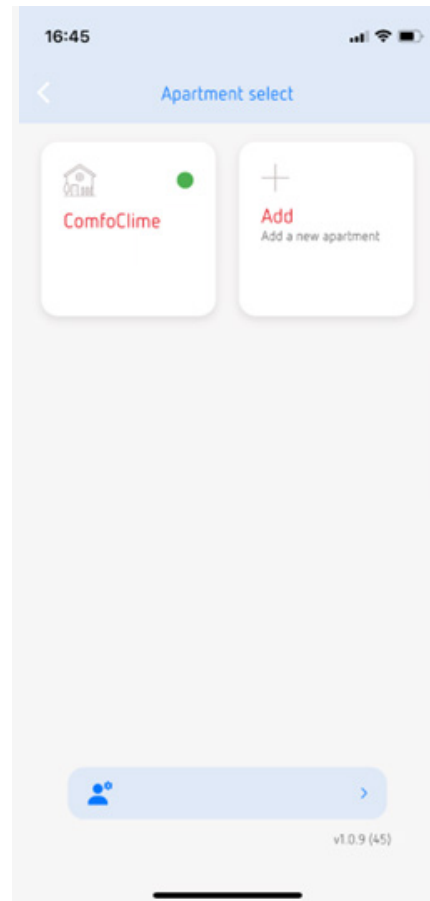 16:45
Apartment select
ComfoClime
Add
Add a new apartment
v1.0.9 (45)